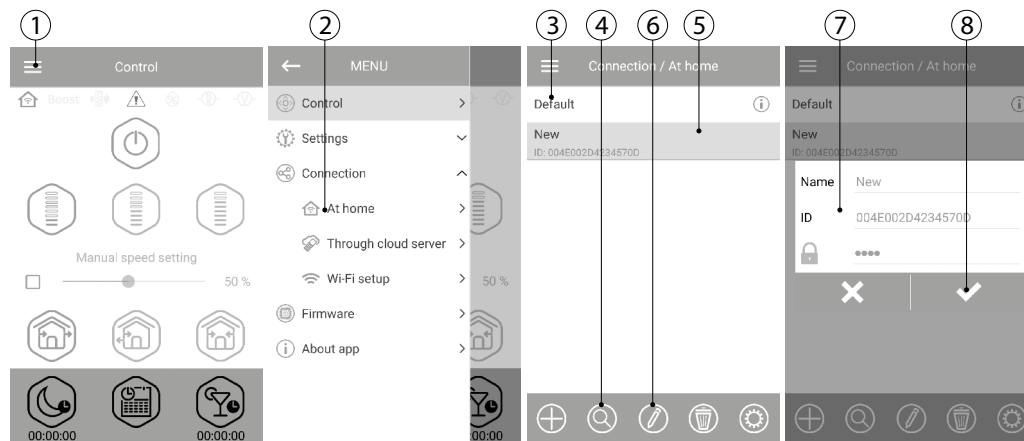 1
2
3
4
6
5
7
8
Control
Boost
Manual speed setting
50 %
00:00:00
00:00:00
MENU
Control
Settings
Connection
At home
Through cloud server
Wi-Fi setup
Firmware
About app
50 %
00:00
Connection / At home
Default
New
ID: 004E002D4234570D
Connection / At home
Default
New
ID: 004E002D4234570D
Name New
ID 004E002D4234570D